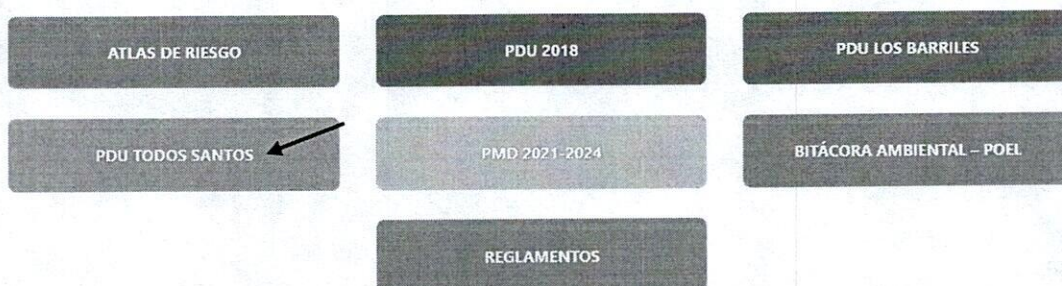 ATLAS DE RIESGO
PDU 2018
PDU LOS BARRILES
PDU TODOS SANTOS
PMD 2021-2024
BITÁCORA AMBIENTAL – POEL
REGLAMENTOS